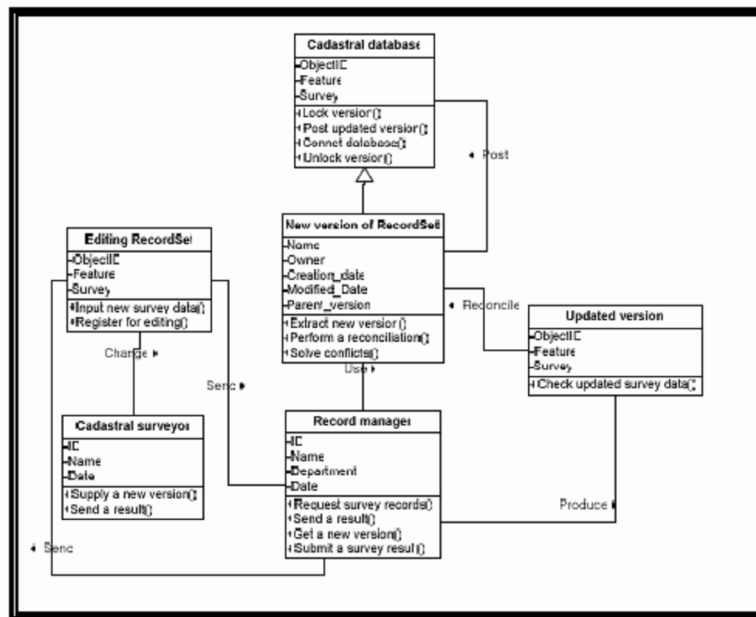 Cadastral database
-ObjectID
-Feature
-Survey
+Lock version()
+Post updated version()
+Connet database()
+Unlock version()
Post
New version of RecordSet
-Name
-Owner
-Creation_date
-Modified_Date
-Parent_version
+Extract new version()
+Perform a reconciliation()
+Solve conflicts()
Editing RecordSet
-ObjectID
-Feature
-Survey
+Input new survey data()
+Register for editing()
Reconcile
Updated version
-ObjectID
-Feature
-Survey
+Check updated survey data()
Change
Send
Use
Cadastral surveyor
-ID
-Name
-Date
+Supply a new version()
+Send a result()
Record manager
-ID
-Name
-Department
-Date
+Request survey records()
+Send a result()
+Get a new version()
+Submit a survey result()
Produce
Send